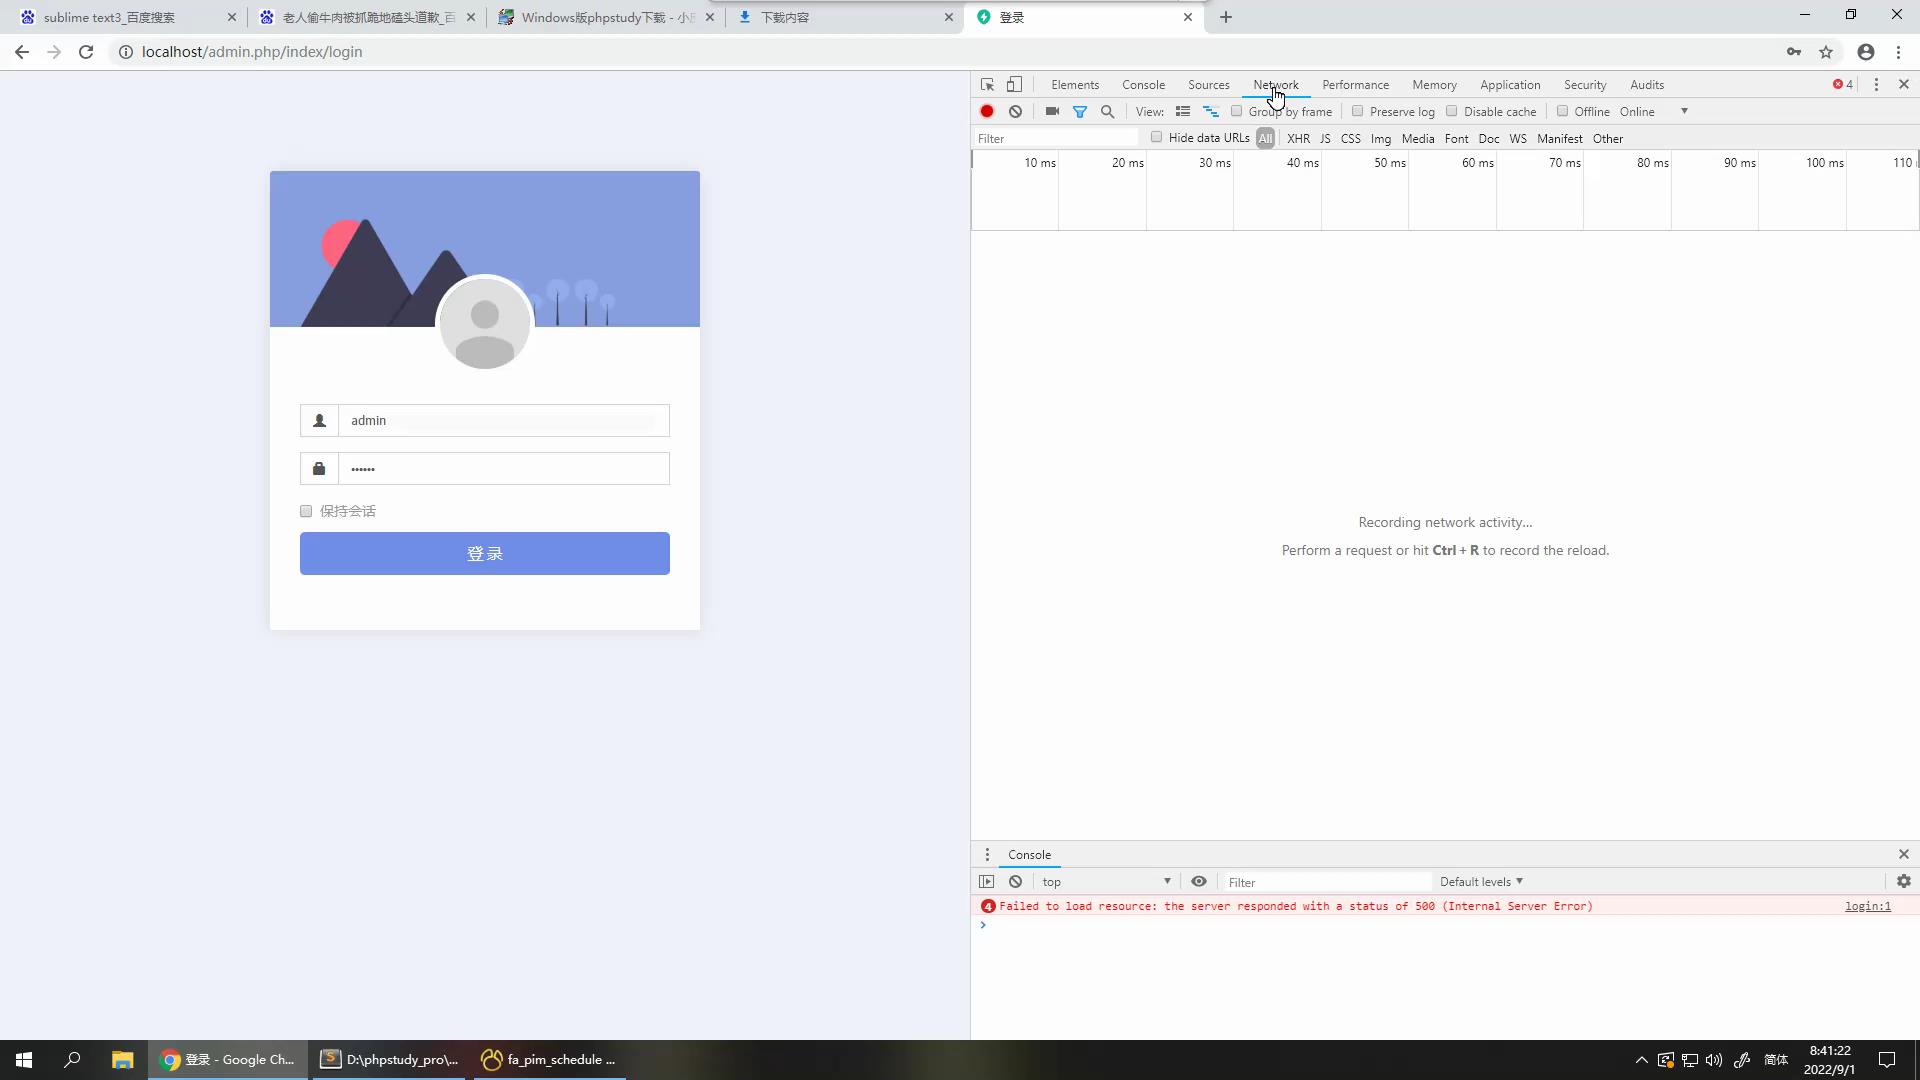 sublime text3_百度搜索
老人偷牛肉被抓跪地磕头道歉_百
Windows版phpstudy下载 - 小
下载内容
登录
localhost/admin.php/index/login
Elements Console Sources Network Performance Memory Application Security Audits 4
View: Group by frame Preserve log Disable cache Offline Online
Filter Hide data URLs All XHR JS CSS Img Media Font Doc WS Manifest Other
10 ms 20 ms 30 ms 40 ms 50 ms 60 ms 70 ms 80 ms 90 ms 100 ms 110
admin
••••••
保持会话
登录
Recording network activity...
Perform a request or hit Ctrl + R to record the reload.
Console
top Filter Default levels
4 Failed to load resource: the server responded with a status of 500 (Internal Server Error) login:1
登录 - Google Ch...
D:\phpstudy_pro\...
fa_pim_schedule ...
简体
8:41:22
2022/9/1